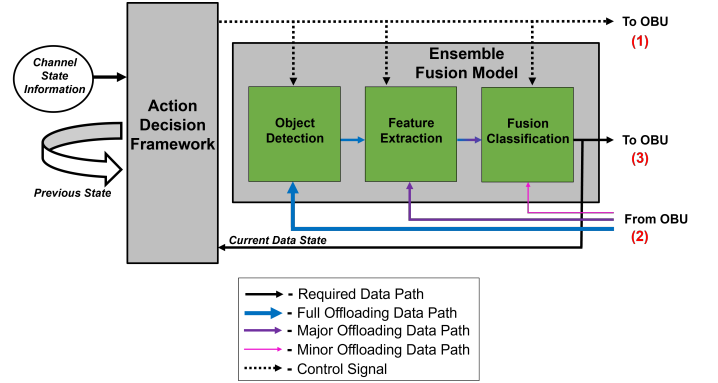 To OBU
(1)
Ensemble
Fusion Model
Channel
State
Information
Action
Decision
Framework
Object
Detection
Feature
Extraction
Fusion
Classification
To OBU
(3)
Previous State
From OBU
(2)
Current Data State
- Required Data Path
- Full Offloading Data Path
- Major Offloading Data Path
- Minor Offloading Data Path
- Control Signal